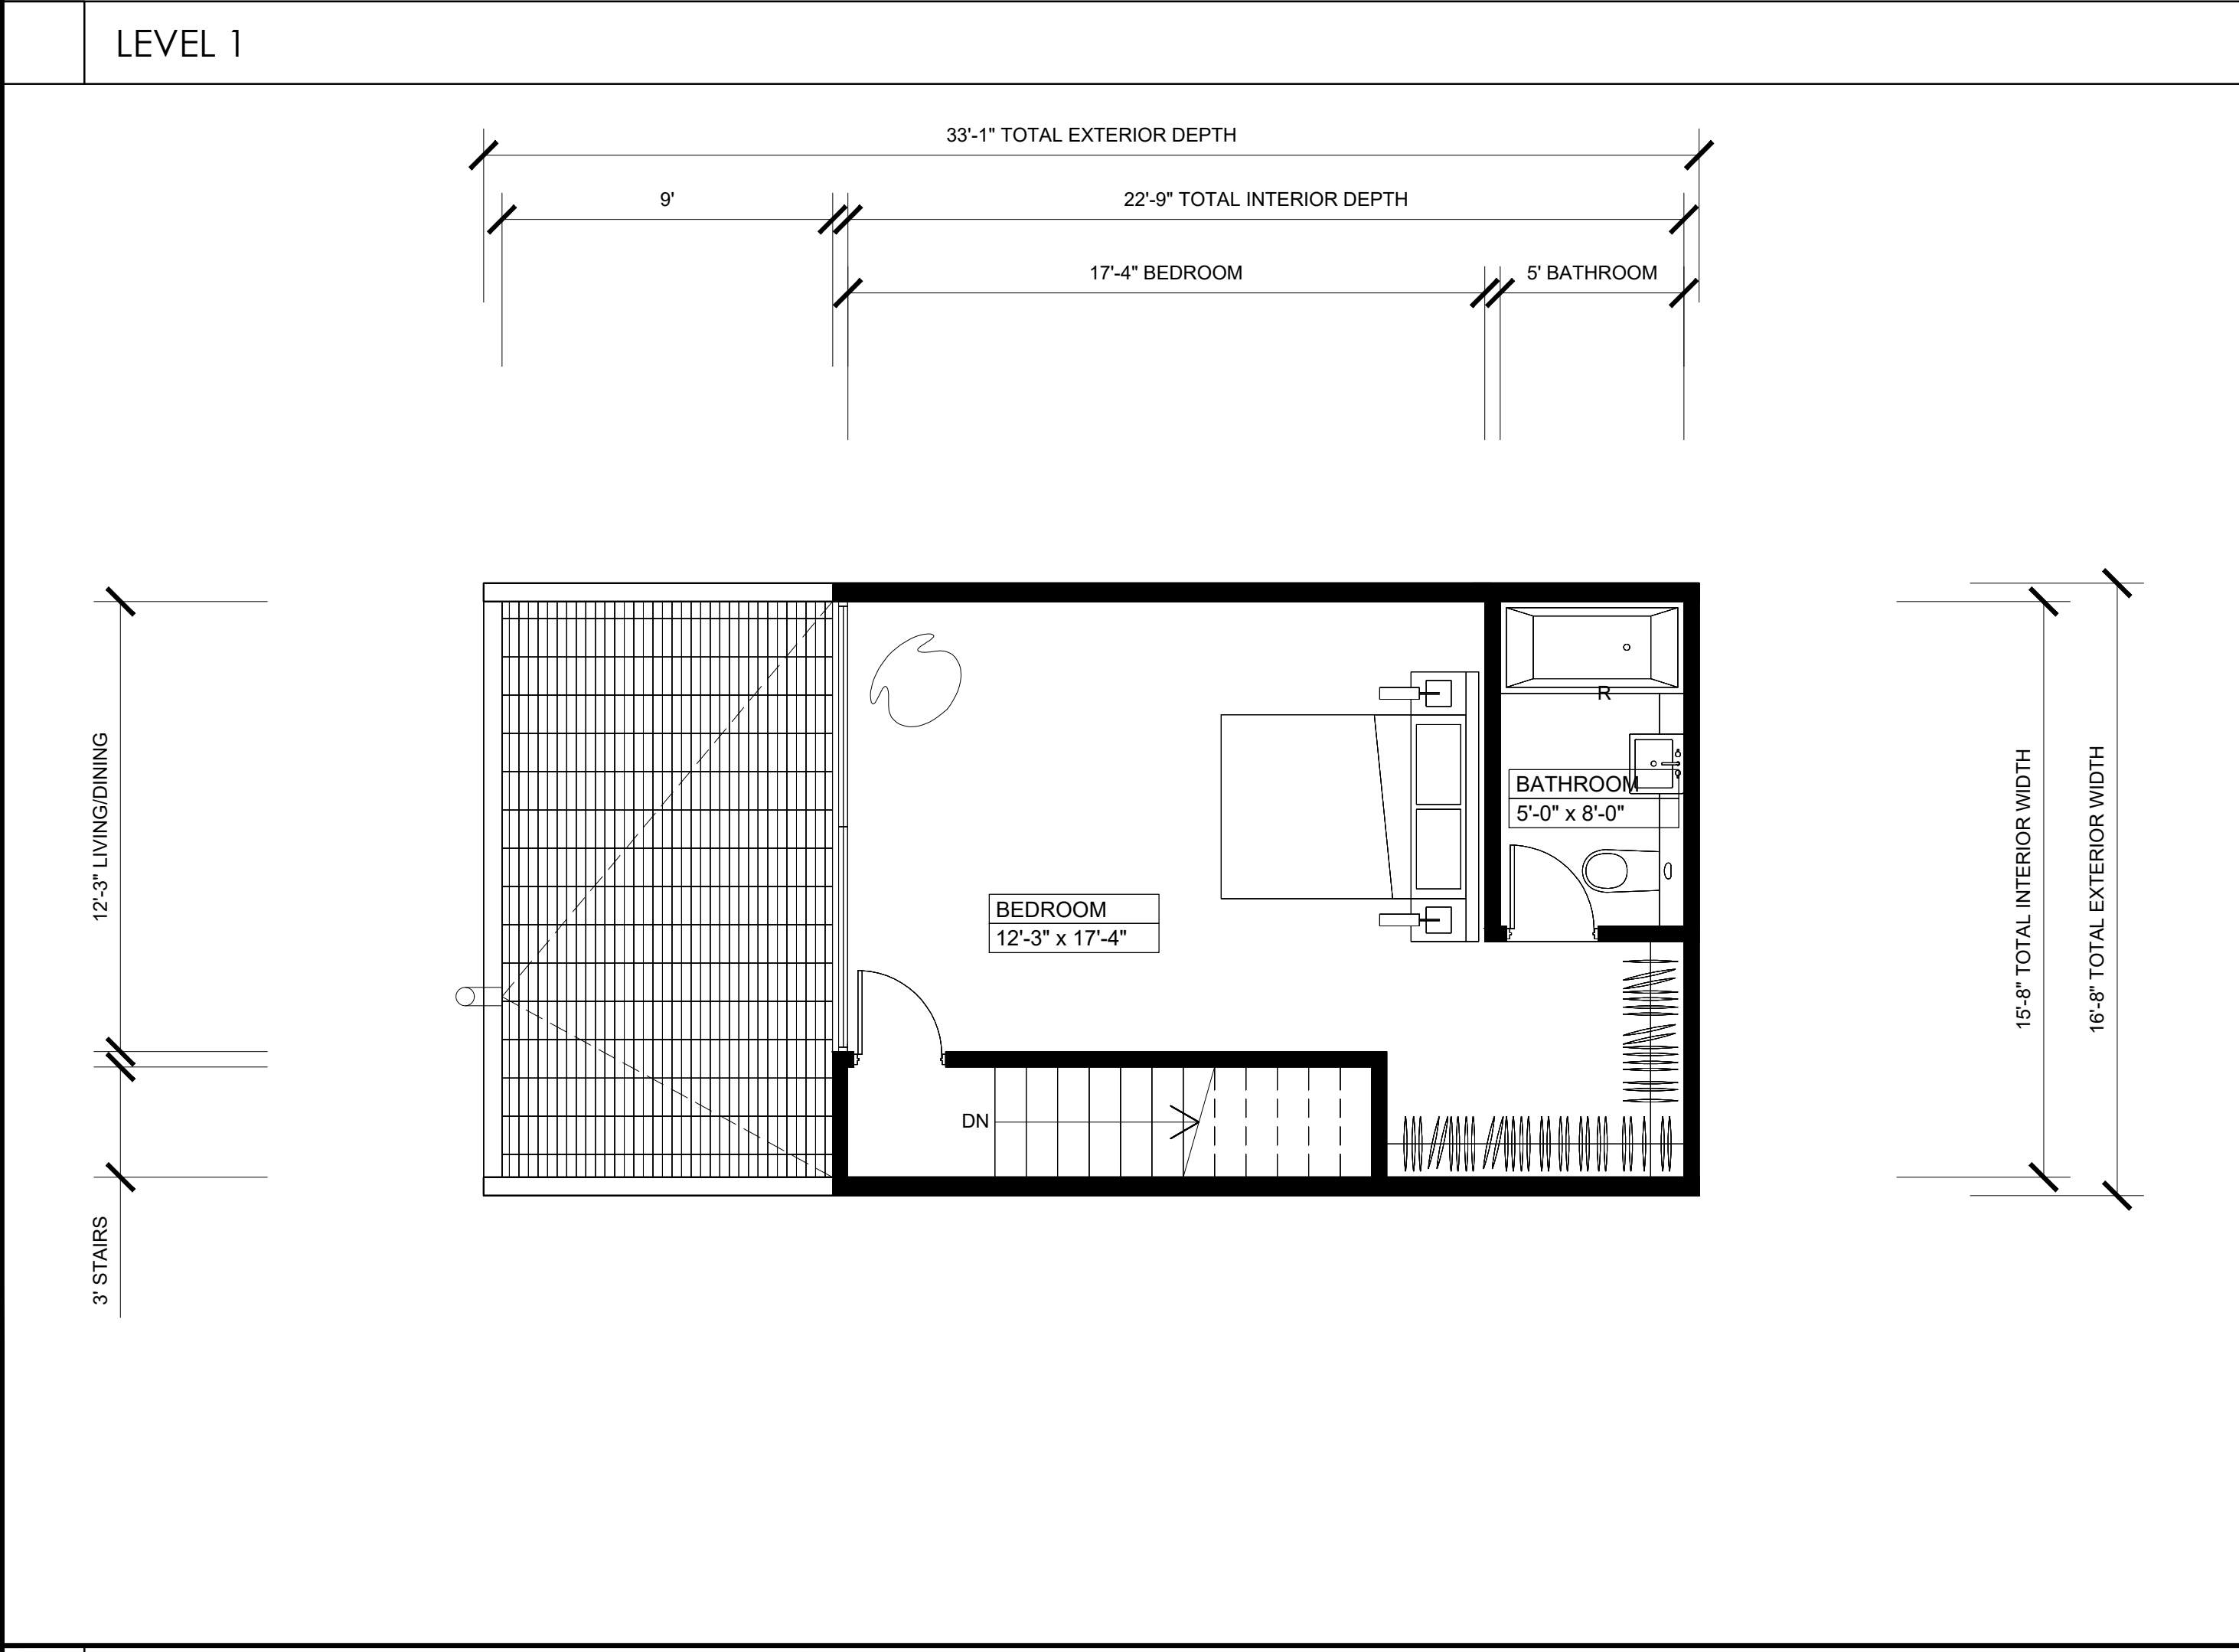 LEVEL 1
33'-1" TOTAL EXTERIOR DEPTH
9'
22'-9" TOTAL INTERIOR DEPTH
17'-4" BEDROOM
5' BATHROOM
12'-3" LIVING/DINING
3' STAIRS
R
BATHROOM
5'-0" x 8'-0"
BEDROOM
12'-3" x 17'-4"
DN
15'-8" TOTAL INTERIOR WIDTH
16'-8" TOTAL EXTERIOR WIDTH